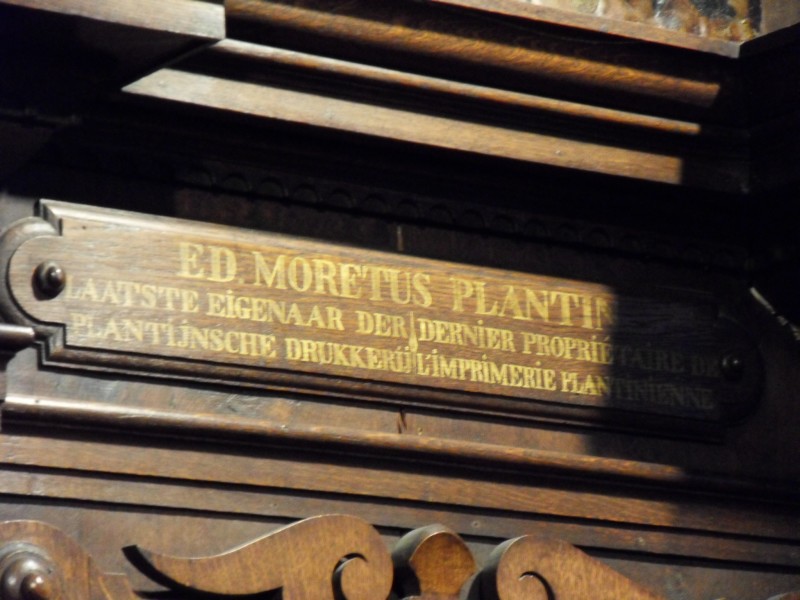 ED. MORETUS PLANTIN
LAATSTE EIGENAAR DER DERNIER PROPRIÉTAIRE DE
PLANTIJNSCHE DRUKKERIJ L'IMPRIMERIE PLANTINIENNE